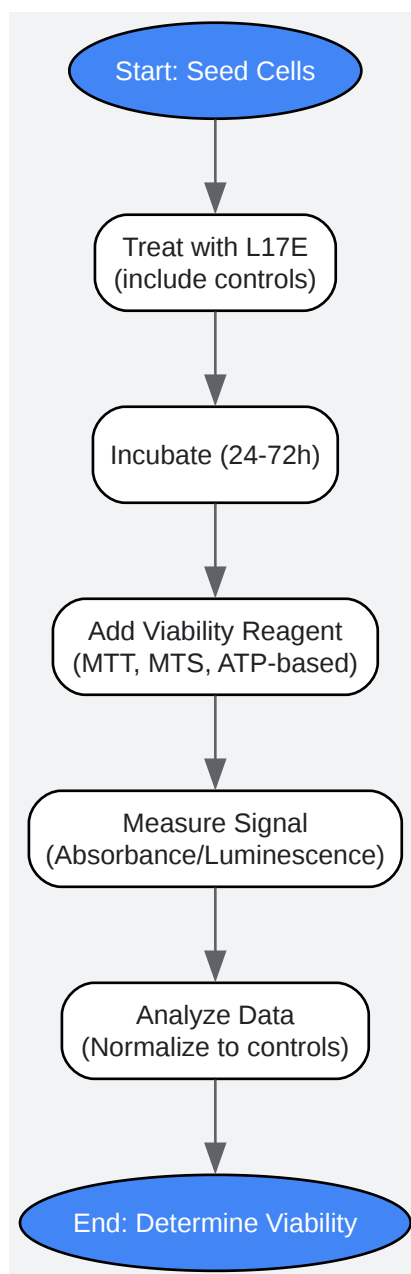 Start: Seed Cells
Treat with L17E
(include controls)
Incubate (24-72h)
Add Viability Reagent
(MTT, MTS, ATP-based)
Measure Signal
(Absorbance/Luminescence)
Analyze Data
(Normalize to controls)
End: Determine Viability